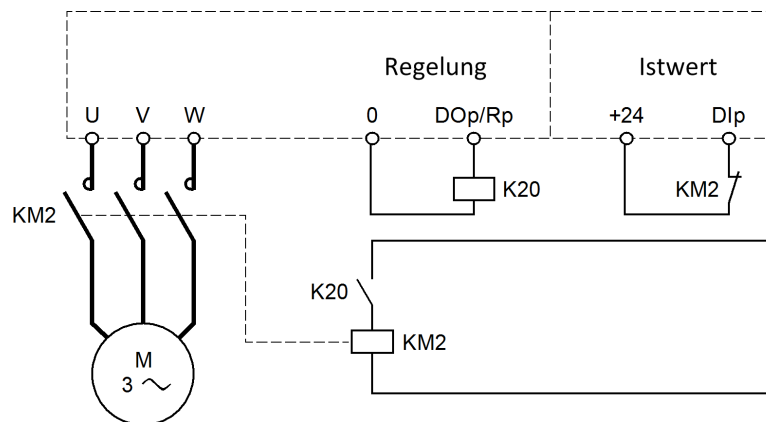 Regelung Istwert
U V W 0 DOp/Rp +24 DIp
K20 KM2
KM2
K20
KM2
M
3